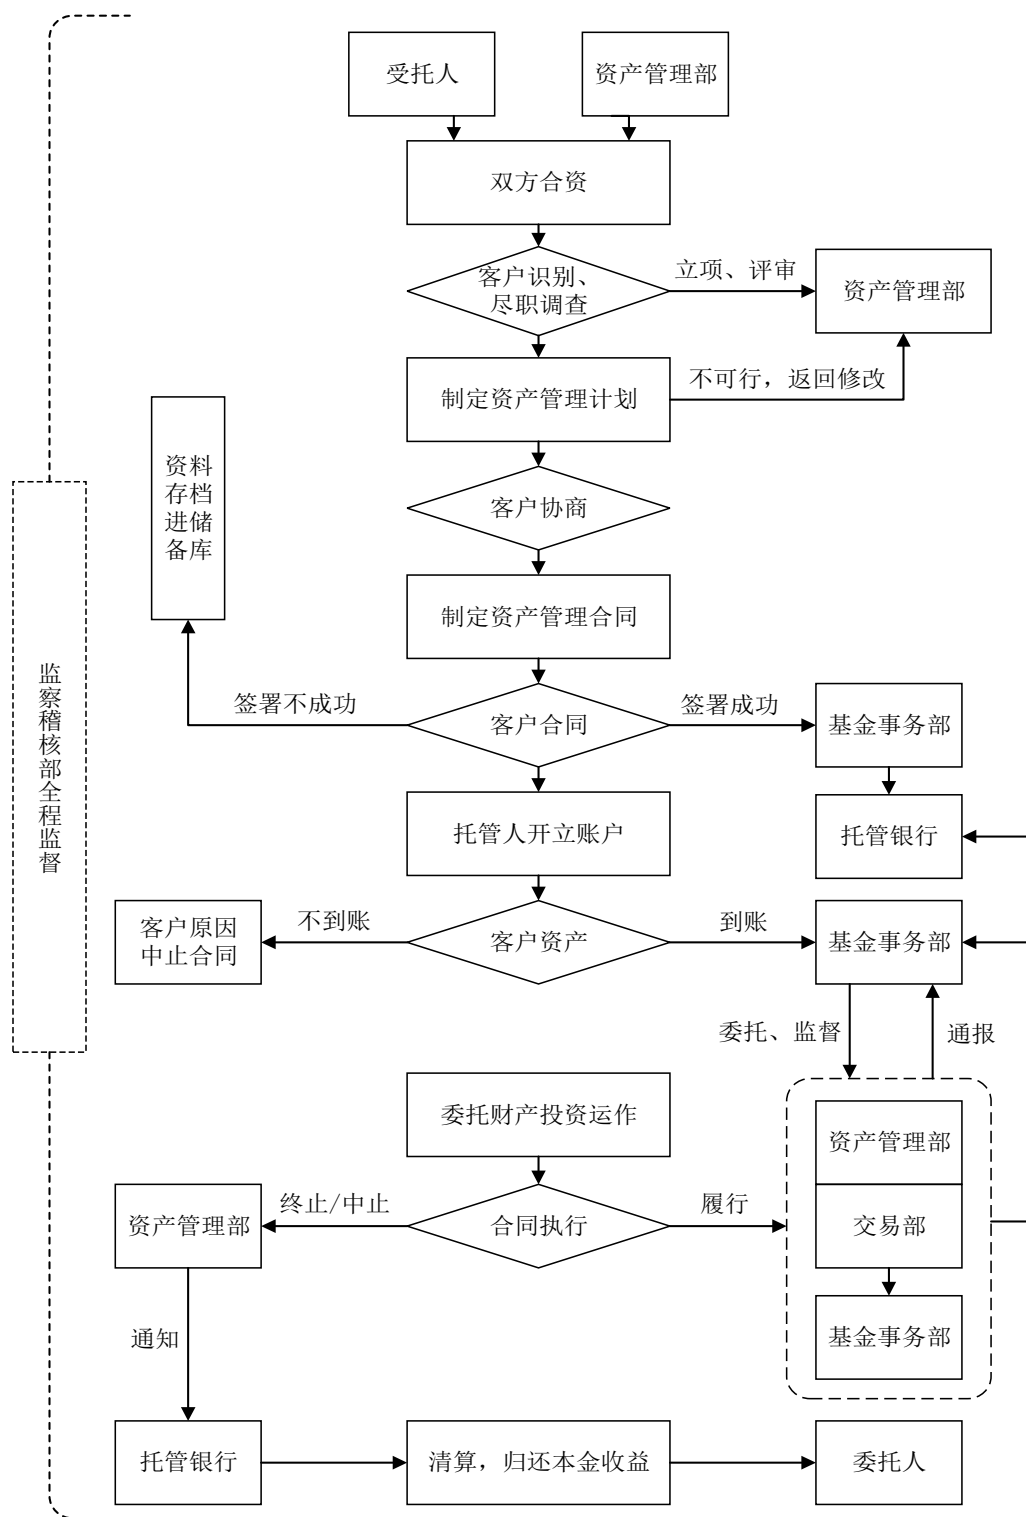 受托人
资产管理部
双方合资
客户识别、
尽职调查
立项、评审
资产管理部
制定资产管理计划
不可行，返回修改
资料
存档
进储
备库
客户协商
制定资产管理合同
监察稽核部全程监督
签署不成功
客户合同
签署成功
基金事务部
托管人开立账户
托管银行
客户原因
中止合同
不到账
客户资产
到账
基金事务部
委托、监督
通报
委托财产投资运作
资产管理部
资产管理部
终止/中止
合同执行
履行
交易部
通知
基金事务部
托管银行
清算，归还本金收益
委托人